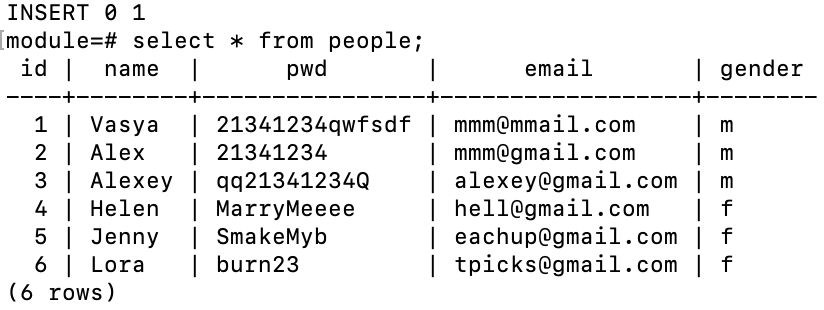 INSERT 0 1
module=# select * from people;
 id |  name  |       pwd       |       email       | gender
----+--------+-----------------+-------------------+--------
  1 | Vasya  | 21341234qwfsdf | mmm@mmail.com     | m
  2 | Alex   | 21341234        | mmm@gmail.com     | m
  3 | Alexey | qq21341234Q     | alexey@gmail.com | m
  4 | Helen  | MarryMeeee      | hell@gmail.com    | f
  5 | Jenny  | SmakeMyb        | eachup@gmail.com | f
  6 | Lora   | burn23          | tpicks@gmail.com | f
(6 rows)